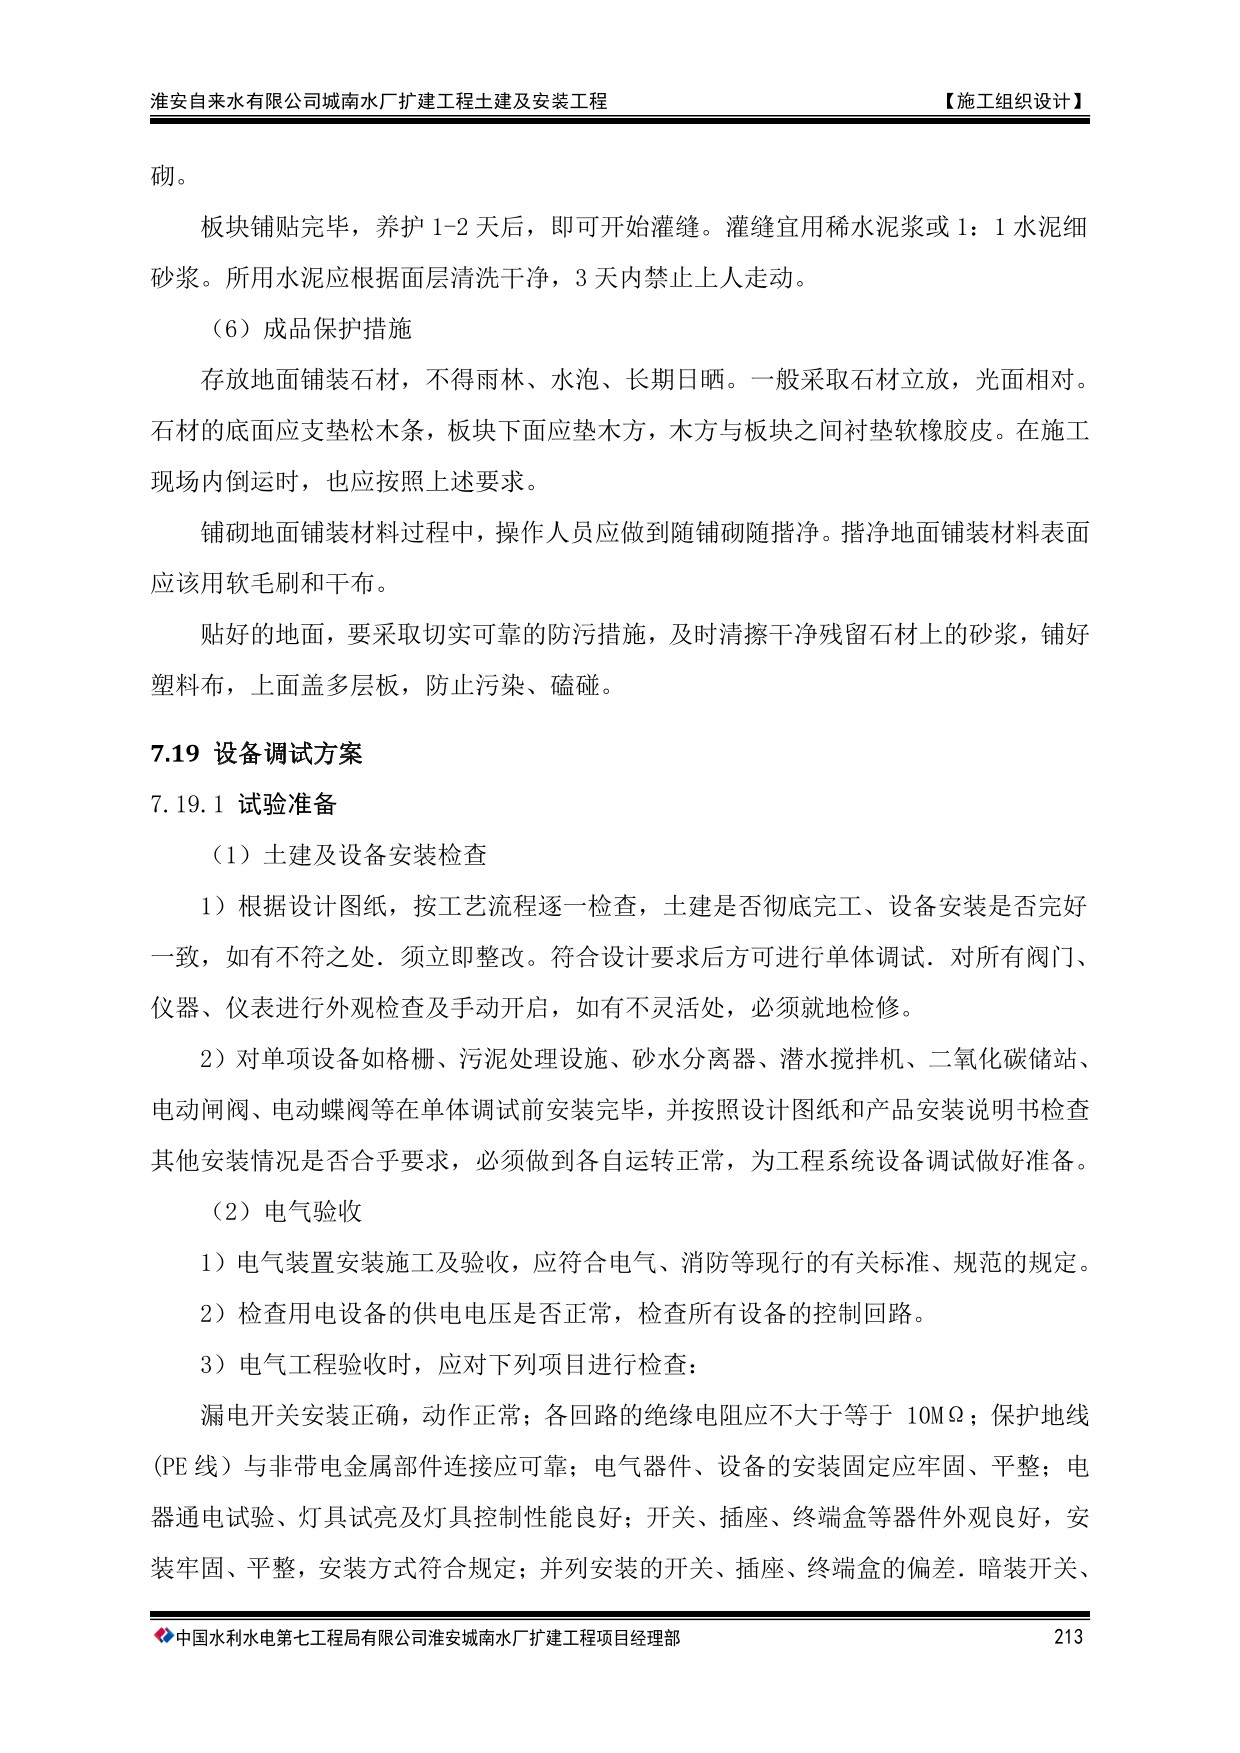 淮安自来水有限公司城南水厂扩建工程土建及安装工程 【施工组织设计】
砌。
板块铺贴完毕，养护 1-2 天后，即可开始灌缝。灌缝宜用稀水泥浆或 1：1 水泥细
砂浆。所用水泥应根据面层清洗干净，3 天内禁止上人走动。
（6）成品保护措施
存放地面铺装石材，不得雨林、水泡、长期日晒。一般采取石材立放，光面相对。
石材的底面应支垫松木条，板块下面应垫木方，木方与板块之间衬垫软橡胶皮。在施工
现场内倒运时，也应按照上述要求。
铺砌地面铺装材料过程中，操作人员应做到随铺砌随揩净。揩净地面铺装材料表面
应该用软毛刷和干布。
贴好的地面，要采取切实可靠的防污措施，及时清擦干净残留石材上的砂浆，铺好
塑料布，上面盖多层板，防止污染、磕碰。
7.19 设备调试方案
7.19.1 试验准备
（1）土建及设备安装检查
1）根据设计图纸，按工艺流程逐一检查，土建是否彻底完工、设备安装是否完好
一致，如有不符之处．须立即整改。符合设计要求后方可进行单体调试．对所有阀门、
仪器、仪表进行外观检查及手动开启，如有不灵活处，必须就地检修。
2）对单项设备如格栅、污泥处理设施、砂水分离器、潜水搅拌机、二氧化碳储站、
电动闸阀、电动蝶阀等在单体调试前安装完毕，并按照设计图纸和产品安装说明书检查
其他安装情况是否合乎要求，必须做到各自运转正常，为工程系统设备调试做好准备。
（2）电气验收
1）电气装置安装施工及验收，应符合电气、消防等现行的有关标准、规范的规定。
2）检查用电设备的供电电压是否正常，检查所有设备的控制回路。
3）电气工程验收时，应对下列项目进行检查：
漏电开关安装正确，动作正常；各回路的绝缘电阻应不大于等于 10MΩ；保护地线
(PE 线）与非带电金属部件连接应可靠；电气器件、设备的安装固定应牢固、平整；电
器通电试验、灯具试亮及灯具控制性能良好；开关、插座、终端盒等器件外观良好，安
装牢固、平整，安装方式符合规定；并列安装的开关、插座、终端盒的偏差．暗装开关、
中国水利水电第七工程局有限公司淮安城南水厂扩建工程项目经理部 213